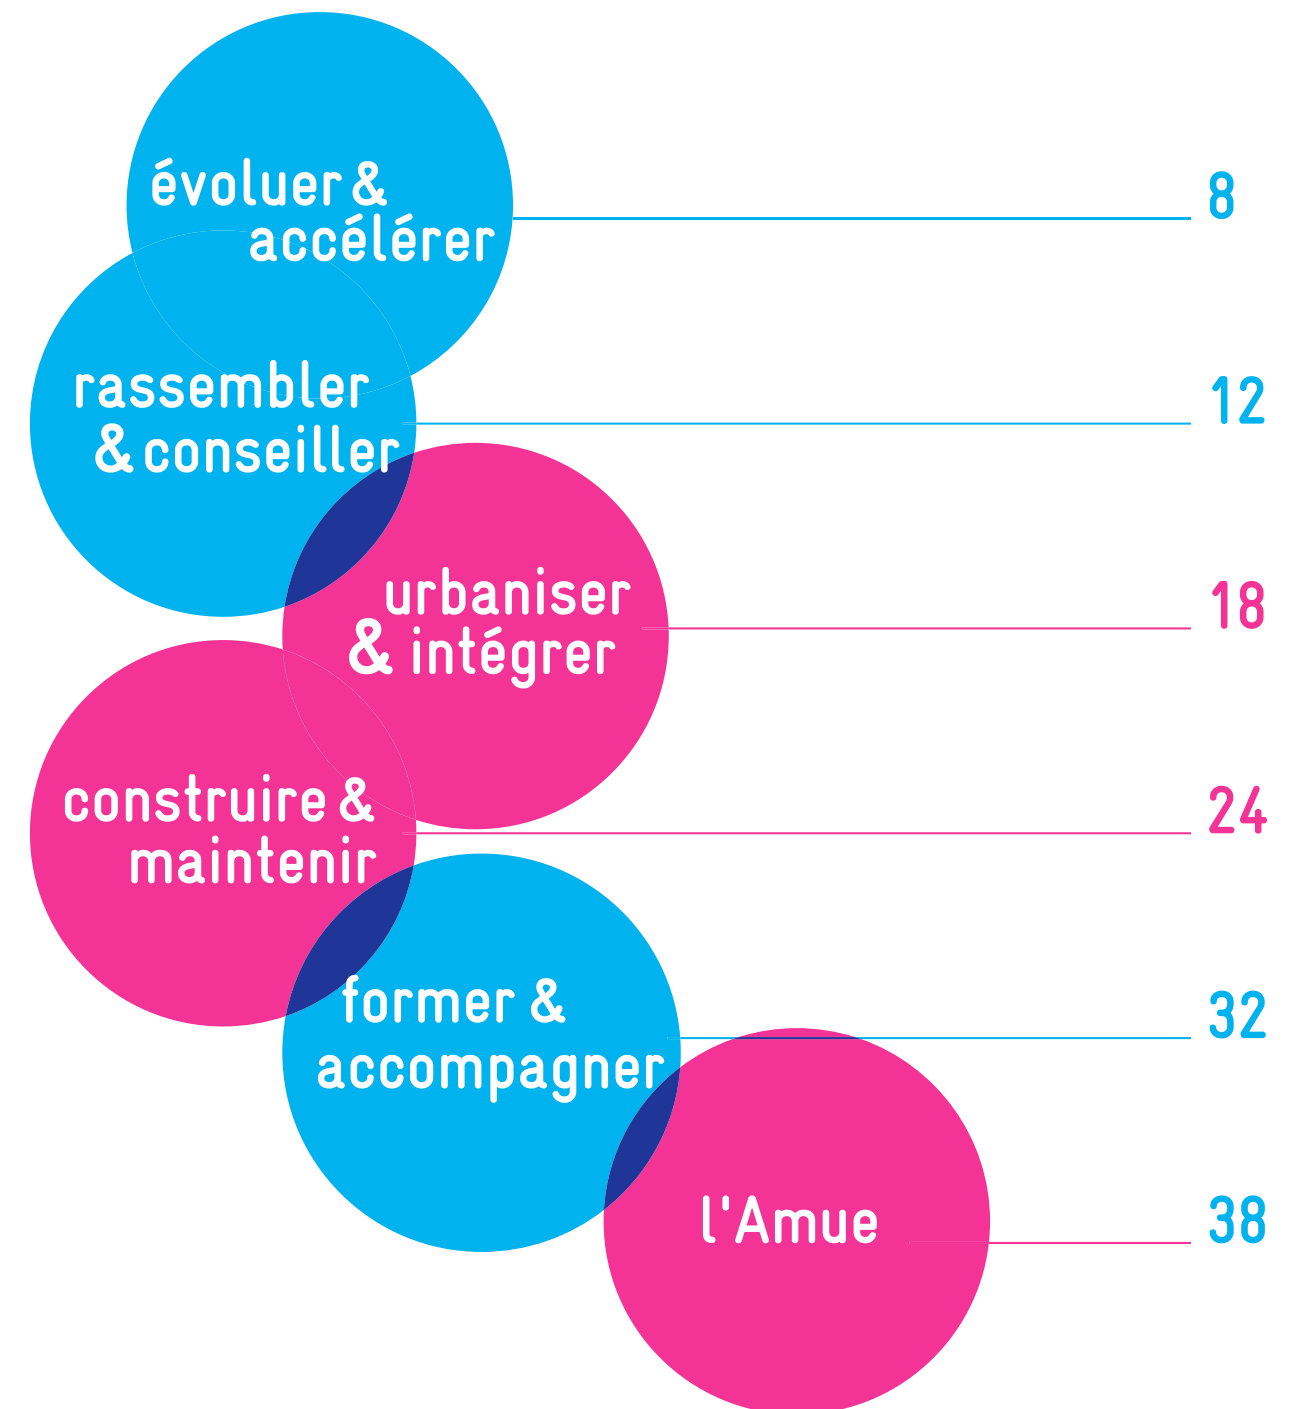 évoluer &
accélérer
8
rassembler
& conseiller
12
urbaniser
& intégrer
18
construire &
maintenir
24
former &
accompagner
32
l'Amue
38